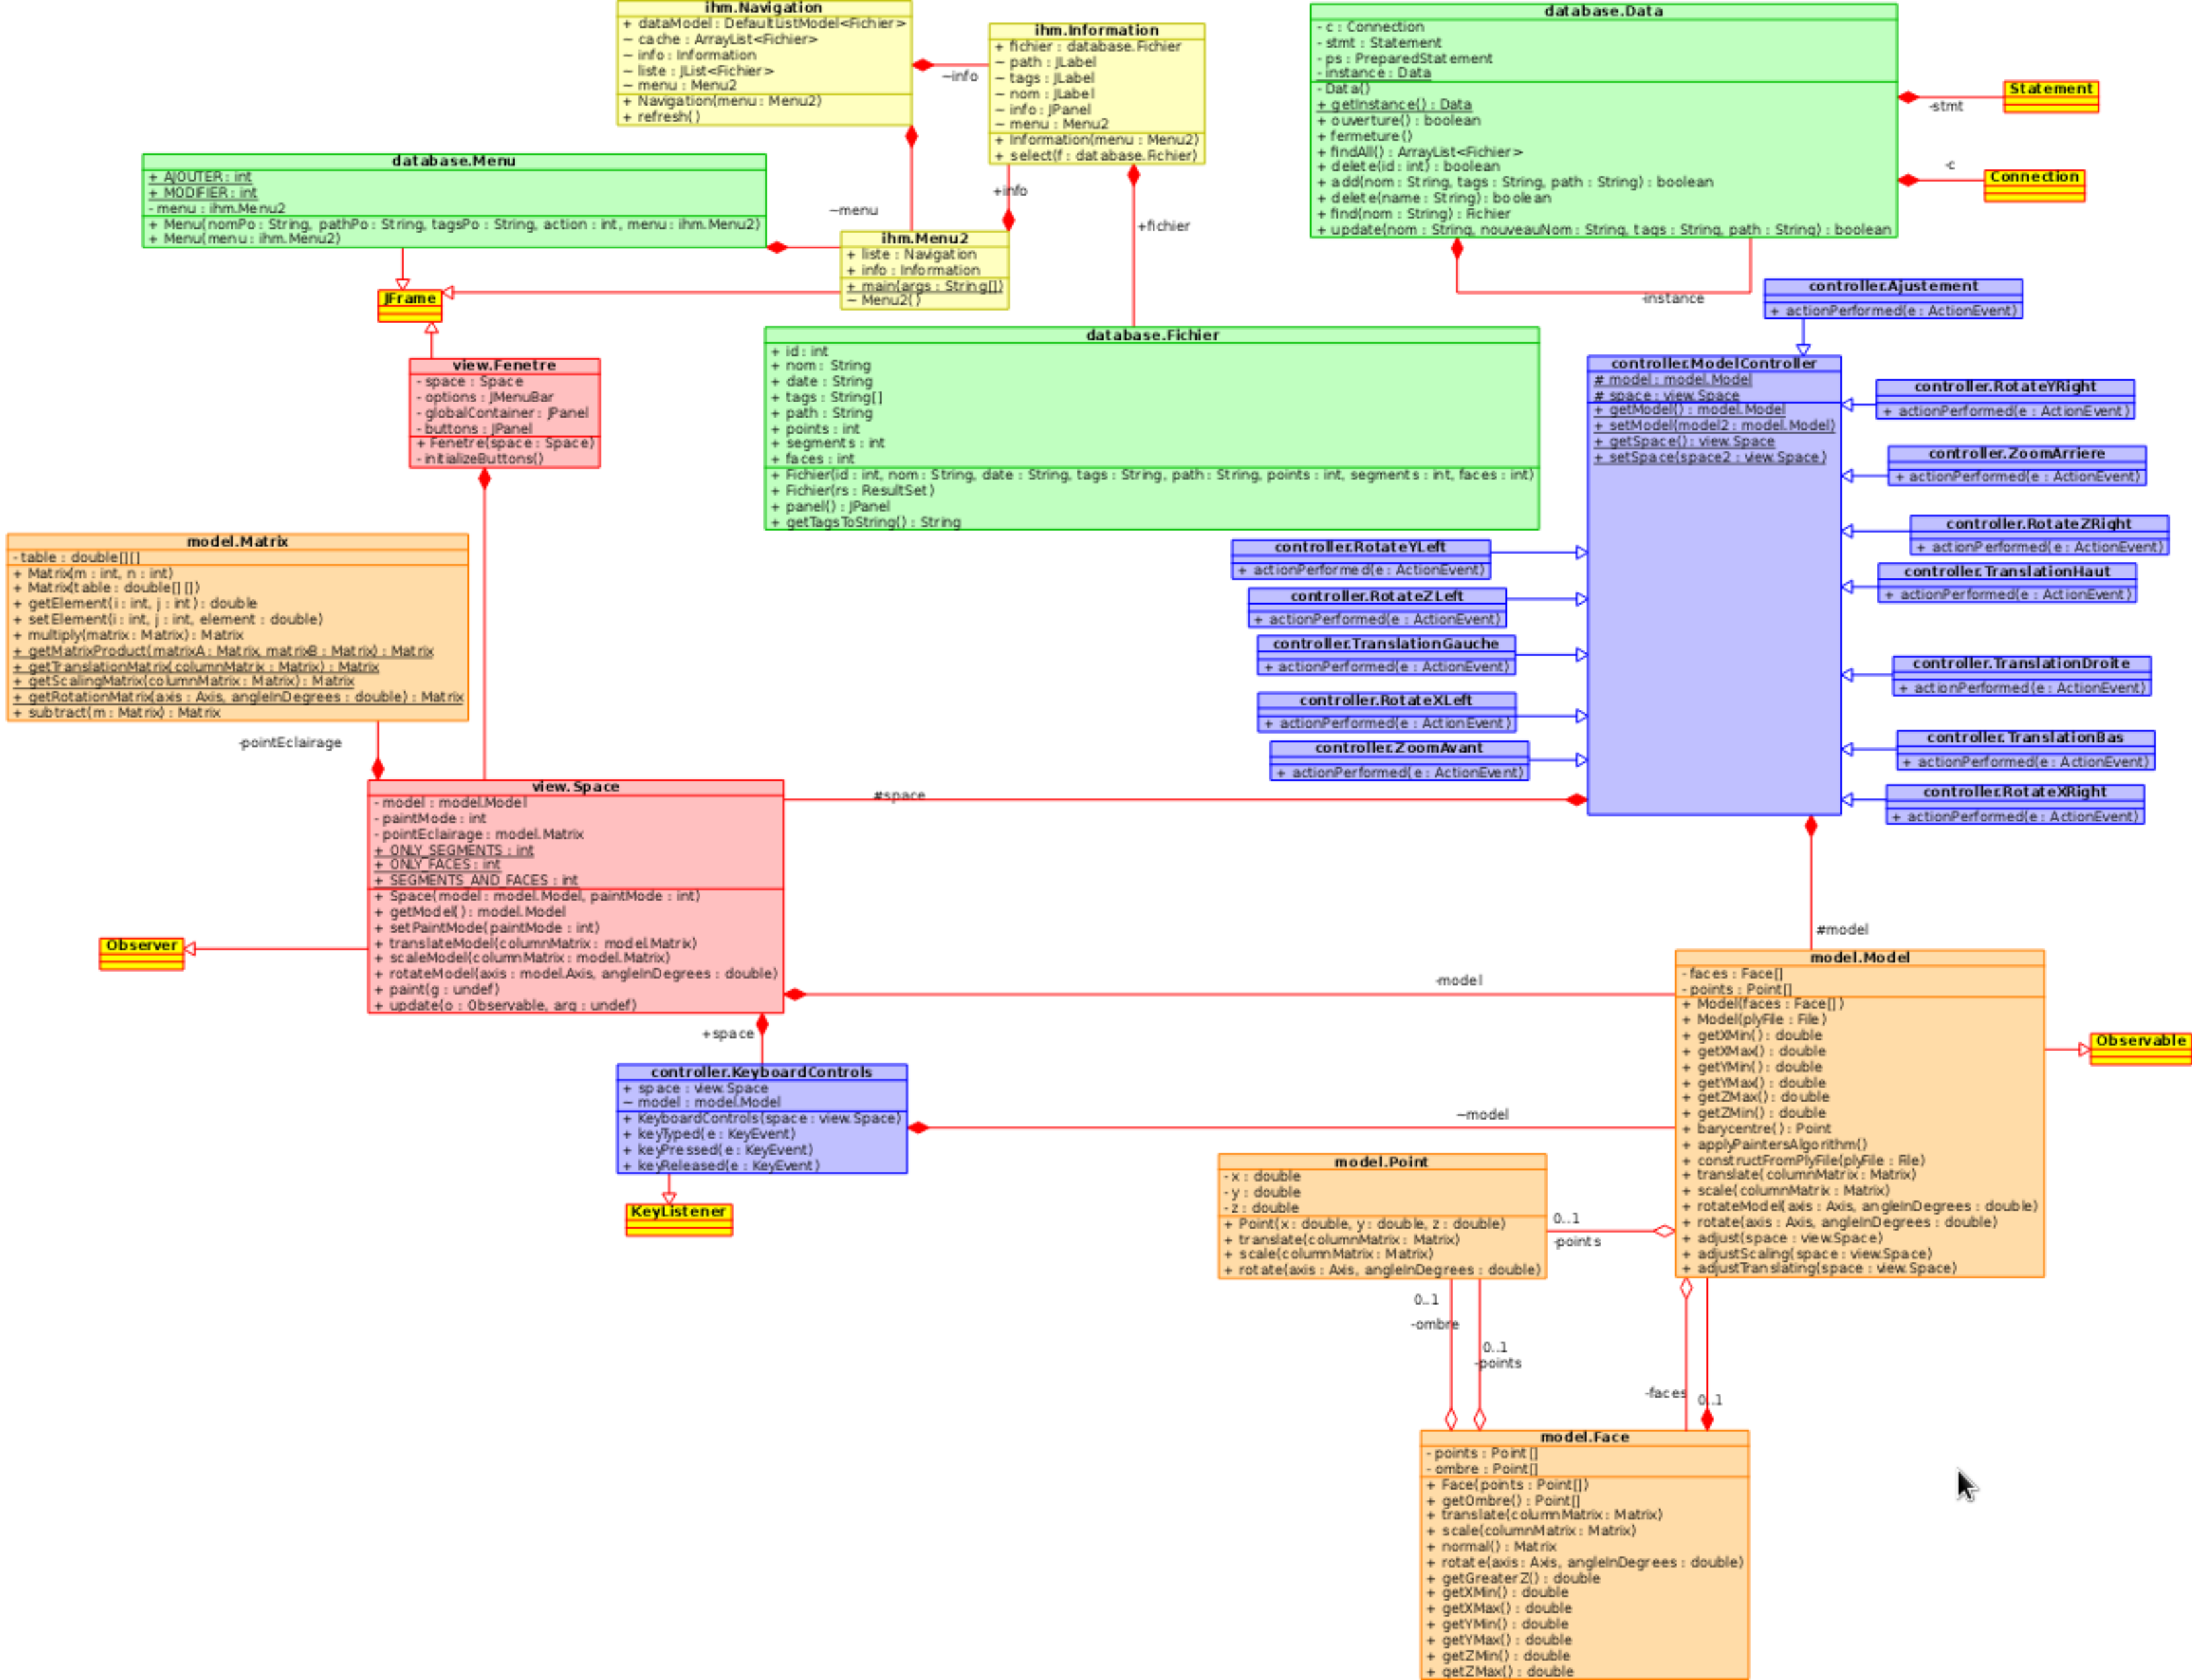 ihm.Navigation
+ dataModel : DefaultListModel<Fichier>
~ cache : ArrayList<Fichier>
~ info : Information
~ liste : JList<Fichier>
~ menu : Menu2
+ Navigation(menu : Menu2)
+ refresh()
~info
ihm.Information
+ fichier : database.Fichier
~ path : JLabel
~ tags : JLabel
~ nom : JLabel
~ info : JPanel
~ menu : Menu2
+ Information(menu : Menu2)
+ select(f : database.Fichier)
database.Data
- c : Connection
- stmt : Statement
- ps : PreparedStatement
- instance : Data
- Data()
+ getInstance() : Data
+ ouverture() : boolean
+ fermeture()
+ findAll() : ArrayList<Fichier>
+ delete(id : int) : boolean
+ add(nom : String, tags : String, path : String) : boolean
+ delete(name : String) : boolean
+ find(nom : String) : Fichier
+ update(nom : String, nouveauNom : String, tags : String, path : String) : boolean
Statement
-stmt
-c
Connection
-instance
database.Menu
+ AJOUTER : int
+ MODIFIER : int
- menu : ihm.Menu2
+ Menu(nomPo : String, pathPo : String, tagsPo : String, action : int, menu : ihm.Menu2)
+ Menu(menu : ihm.Menu2)
~menu
+info
+fichier
ihm.Menu2
+ liste : Navigation
+ info : Information
+ main(args : String[])
~ Menu2()
JFrame
view.Fenetre
- space : Space
- options : JMenuBar
- globalContainer : JPanel
- buttons : JPanel
+ Fenetre(space : Space)
- initializeButtons()
database.Fichier
+ id : int
+ nom : String
+ date : String
+ tags : String[]
+ path : String
+ points : int
+ segments : int
+ faces : int
+ Fichier(id : int, nom : String, date : String, tags : String, path : String, points : int, segments : int, faces : int)
+ Fichier(rs : ResultSet)
+ panel() : JPanel
+ getTagsToString() : String
controller.Ajustement
+ actionPerformed(e : ActionEvent)
controller.ModelController
# model : model.Model
# space : view.Space
+ getModel() : model.Model
+ setModel(model2 : model.Model)
+ getSpace() : view.Space
+ setSpace(space2 : view.Space)
controller.RotateYRight
+ actionPerformed(e : ActionEvent)
controller.ZoomArriere
+ actionPerformed(e : ActionEvent)
controller.RotateZRight
+ actionPerformed(e : ActionEvent)
controller.TranslationHaut
+ actionPerformed(e : ActionEvent)
controller.TranslationDroite
+ actionPerformed(e : ActionEvent)
controller.TranslationBas
+ actionPerformed(e : ActionEvent)
controller.RotateXRight
+ actionPerformed(e : ActionEvent)
controller.RotateYLeft
+ actionPerformed(e : ActionEvent)
controller.RotateZLeft
+ actionPerformed(e : ActionEvent)
controller.TranslationGauche
+ actionPerformed(e : ActionEvent)
controller.RotateXLeft
+ actionPerformed(e : ActionEvent)
controller.ZoomAvant
+ actionPerformed(e : ActionEvent)
model.Matrix
- table : double[][]
+ Matrix(m : int, n : int)
+ Matrix(table : double[][])
+ getElement(i : int, j : int) : double
+ setElement(i : int, j : int, element : double)
+ multiply(matrix : Matrix) : Matrix
+ getMatrixProduct(matrixA : Matrix, matrixB : Matrix) : Matrix
+ getTranslationMatrix(columnMatrix : Matrix) : Matrix
+ getScalingMatrix(columnMatrix : Matrix) : Matrix
+ getRotationMatrix(axis : Axis, angleInDegrees : double) : Matrix
+ subtract(m : Matrix) : Matrix
-pointEclairage
view.Space
- model : model.Model
- paintMode : int
- pointEclairage : model.Matrix
+ ONLY_SEGMENTS : int
+ ONLY_FACES : int
+ SEGMENTS_AND_FACES : int
+ Space(model : model.Model, paintMode : int)
+ getModel() : model.Model
+ setPaintMode(paintMode : int)
+ translateModel(columnMatrix : model.Matrix)
+ scaleModel(columnMatrix : model.Matrix)
+ rotateModel(axis : model.Axis, angleInDegrees : double)
+ paint(g : undef)
+ update(o : Observable, arg : undef)
#space
Observer
#model
-model
+space
controller.KeyboardControls
+ space : view.Space
~ model : model.Model
+ KeyboardControls(space : view.Space)
+ keyTyped(e : KeyEvent)
+ keyPressed(e : KeyEvent)
+ keyReleased(e : KeyEvent)
~model
KeyListener
model.Model
- faces : Face[]
- points : Point[]
+ Model(faces : Face[])
+ Model(plyFile : File)
+ getXMin() : double
+ getXMax() : double
+ getYMin() : double
+ getYMax() : double
+ getZMax() : double
+ getZMin() : double
+ barycentre() : Point
+ applyPaintersAlgorithm()
+ constructFromPlyFile(plyFile : File)
+ translate(columnMatrix : Matrix)
+ scale(columnMatrix : Matrix)
+ rotateModel(axis : Axis, angleInDegrees : double)
+ rotate(axis : Axis, angleInDegrees : double)
+ adjust(space : view.Space)
+ adjustScaling(space : view.Space)
+ adjustTranslating(space : view.Space)
Observable
model.Point
- x : double
- y : double
- z : double
+ Point(x : double, y : double, z : double)
+ translate(columnMatrix : Matrix)
+ scale(columnMatrix : Matrix)
+ rotate(axis : Axis, angleInDegrees : double)
0..1
-points
0..1
-ombre
0..1
-points
-faces
0..1
model.Face
- points : Point[]
- ombre : Point[]
+ Face(points : Point[])
+ getOmbre() : Point[]
+ translate(columnMatrix : Matrix)
+ scale(columnMatrix : Matrix)
+ normal() : Matrix
+ rotate(axis : Axis, angleInDegrees : double)
+ getGreaterZ() : double
+ getXMin() : double
+ getXMax() : double
+ getYMin() : double
+ getYMax() : double
+ getZMin() : double
+ getZMax() : double